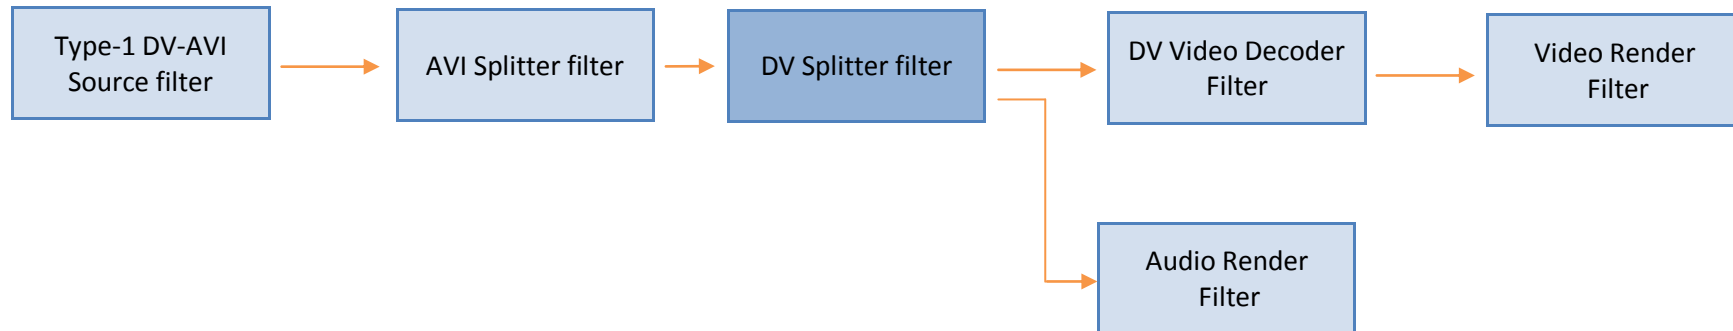 Type-1 DV-AVI
Source filter
AVI Splitter filter
DV Splitter filter
DV Video Decoder
Filter
Video Render
Filter
Audio Render
Filter